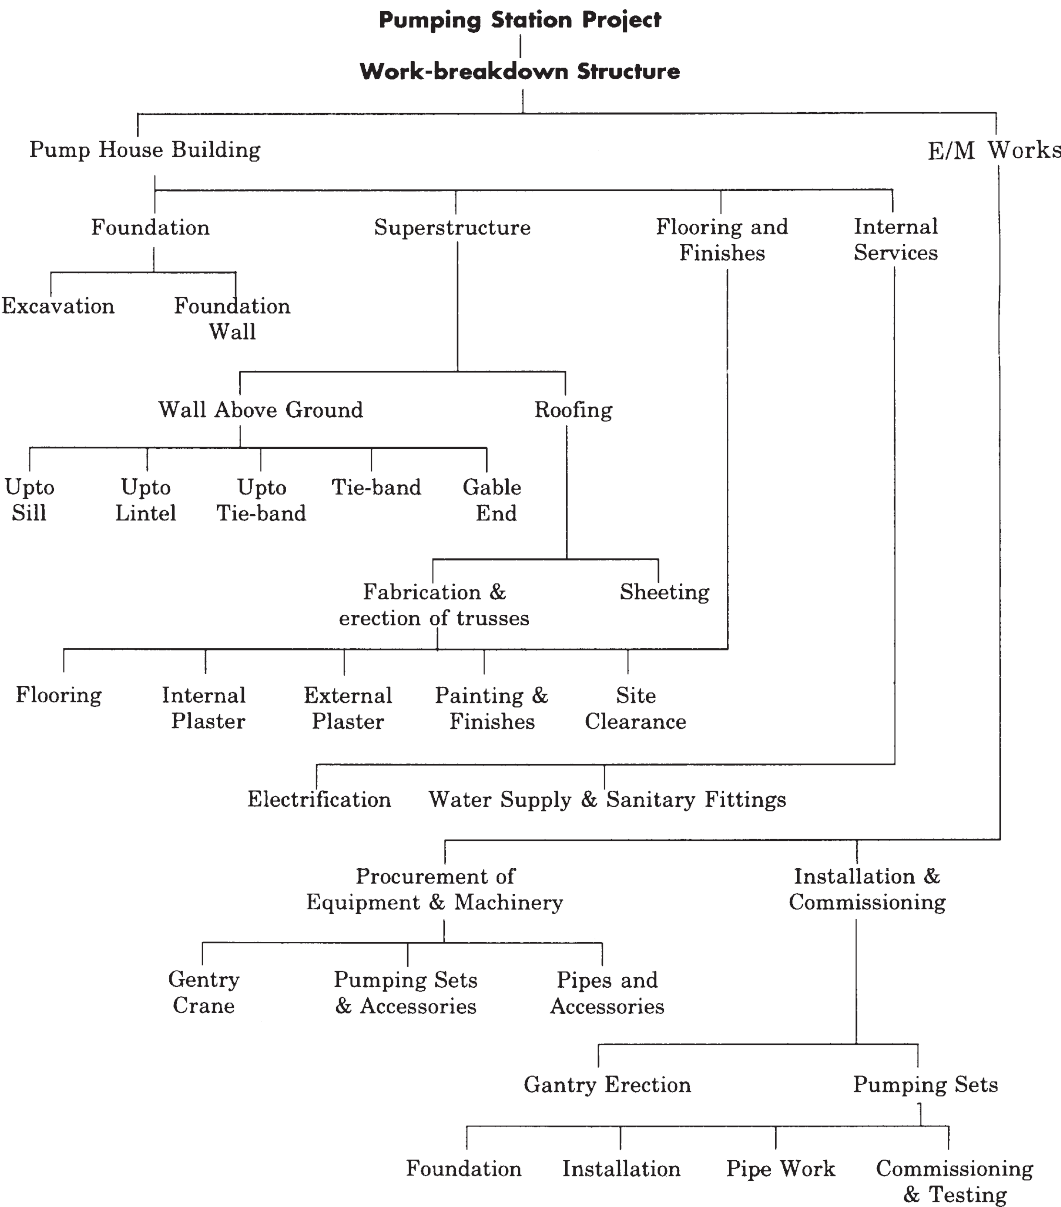 Pumping Station Project
Work-breakdown Structure
Pump House Building
E/M Works
Foundation
Superstructure
Flooring and
Finishes
Internal
Services
Excavation
Foundation
Wall
Wall Above Ground
Roofing
Upto
Sill
Upto
Lintel
Upto
Tie-band
Tie-band
Gable
End
Fabrication &
erection of trusses
Sheeting
Flooring
Internal
Plaster
External
Plaster
Painting &
Finishes
Site
Clearance
Electrification
Water Supply & Sanitary Fittings
Procurement of
Equipment & Machinery
Installation &
Commissioning
Gentry
Crane
Pumping Sets
& Accessories
Pipes and
Accessories
Gantry Erection
Pumping Sets
Foundation
Installation
Pipe Work
Commissioning
& Testing